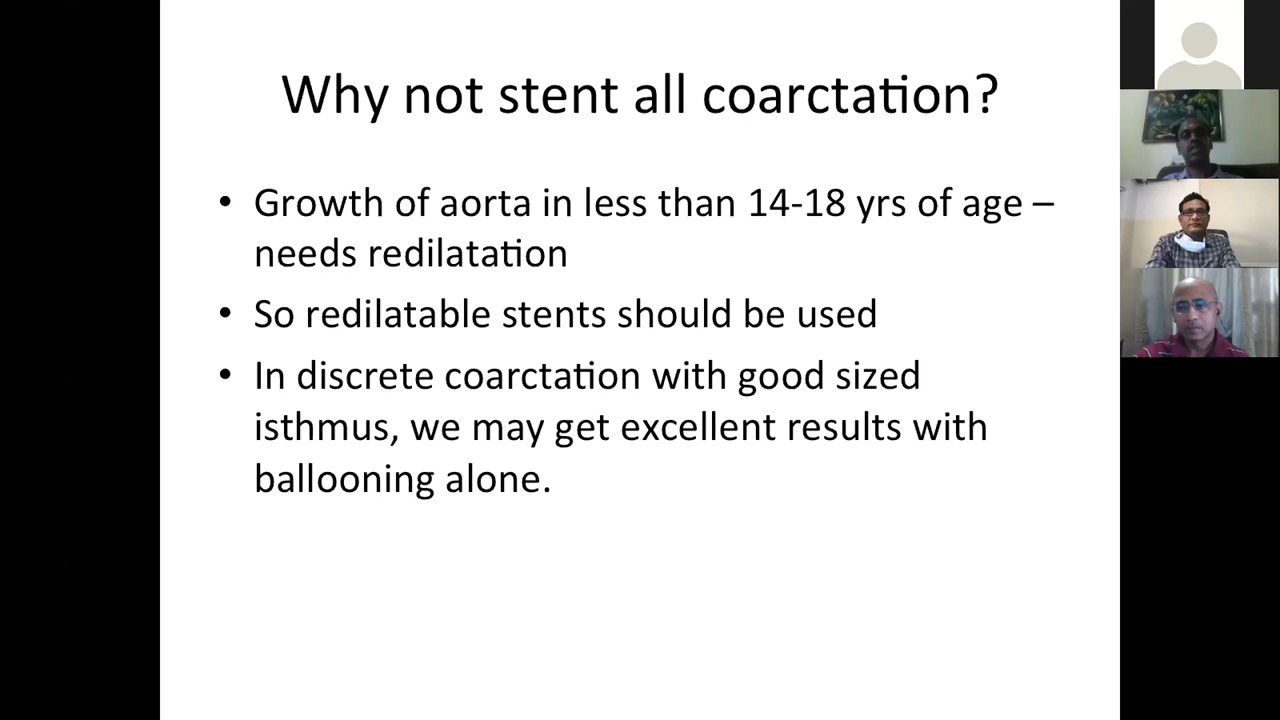 Why not stent all coarctation?
• Growth of aorta in less than 14-18 yrs of age –
needs redilatation
• So redilatable stents should be used
• In discrete coarctation with good sized
isthmus, we may get excellent results with
ballooning alone.